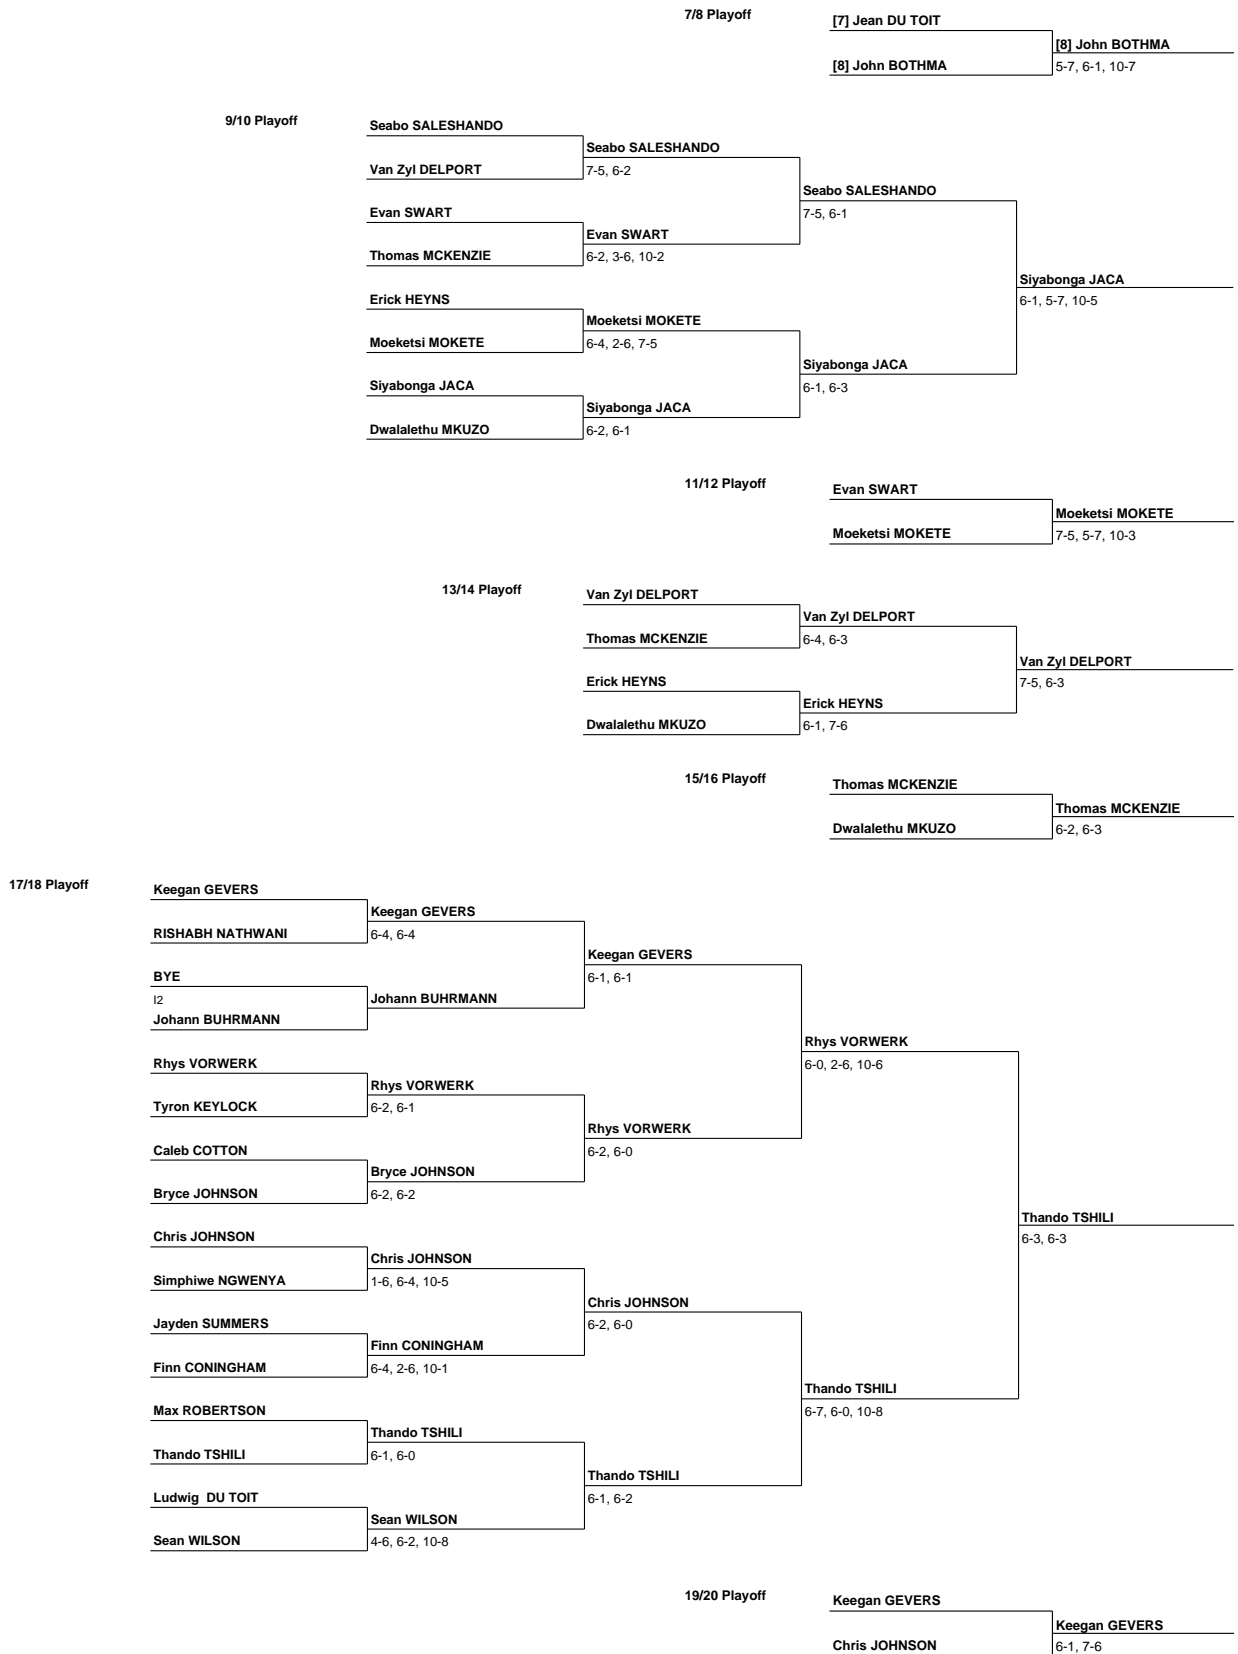 7/8 Playoff
[7] Jean DU TOIT
[8] John BOTHMA
[8] John BOTHMA
5-7, 6-1, 10-7
9/10 Playoff
Seabo SALESHANDO
Seabo SALESHANDO
Van Zyl DELPORT
7-5, 6-2
Seabo SALESHANDO
Evan SWART
7-5, 6-1
Evan SWART
Thomas MCKENZIE
6-2, 3-6, 10-2
Siyabonga JACA
Erick HEYNS
6-1, 5-7, 10-5
Moeketsi MOKETE
Moeketsi MOKETE
6-4, 2-6, 7-5
Siyabonga JACA
Siyabonga JACA
6-1, 6-3
Siyabonga JACA
Dwalalethu MKUZO
6-2, 6-1
11/12 Playoff
Evan SWART
Moeketsi MOKETE
Moeketsi MOKETE
7-5, 5-7, 10-3
13/14 Playoff
Van Zyl DELPORT
Van Zyl DELPORT
Thomas MCKENZIE
6-4, 6-3
Van Zyl DELPORT
Erick HEYNS
7-5, 6-3
Erick HEYNS
Dwalalethu MKUZO
6-1, 7-6
15/16 Playoff
Thomas MCKENZIE
Thomas MCKENZIE
Dwalalethu MKUZO
6-2, 6-3
17/18 Playoff
Keegan GEVERS
Keegan GEVERS
RISHABH NATHWANI
6-4, 6-4
Keegan GEVERS
BYE
6-1, 6-1
I2
Johann BUHRMANN
Johann BUHRMANN
Rhys VORWERK
Rhys VORWERK
6-0, 2-6, 10-6
Rhys VORWERK
Tyron KEYLOCK
6-2, 6-1
Rhys VORWERK
Caleb COTTON
6-2, 6-0
Bryce JOHNSON
Bryce JOHNSON
6-2, 6-2
Thando TSHILI
Chris JOHNSON
6-3, 6-3
Chris JOHNSON
Simphiwe NGWENYA
1-6, 6-4, 10-5
Chris JOHNSON
Jayden SUMMERS
6-2, 6-0
Finn CONINGHAM
Finn CONINGHAM
6-4, 2-6, 10-1
Thando TSHILI
Max ROBERTSON
6-7, 6-0, 10-8
Thando TSHILI
Thando TSHILI
6-1, 6-0
Thando TSHILI
Ludwig  DU TOIT
6-1, 6-2
Sean WILSON
Sean WILSON
4-6, 6-2, 10-8
19/20 Playoff
Keegan GEVERS
Keegan GEVERS
Chris JOHNSON
6-1, 7-6